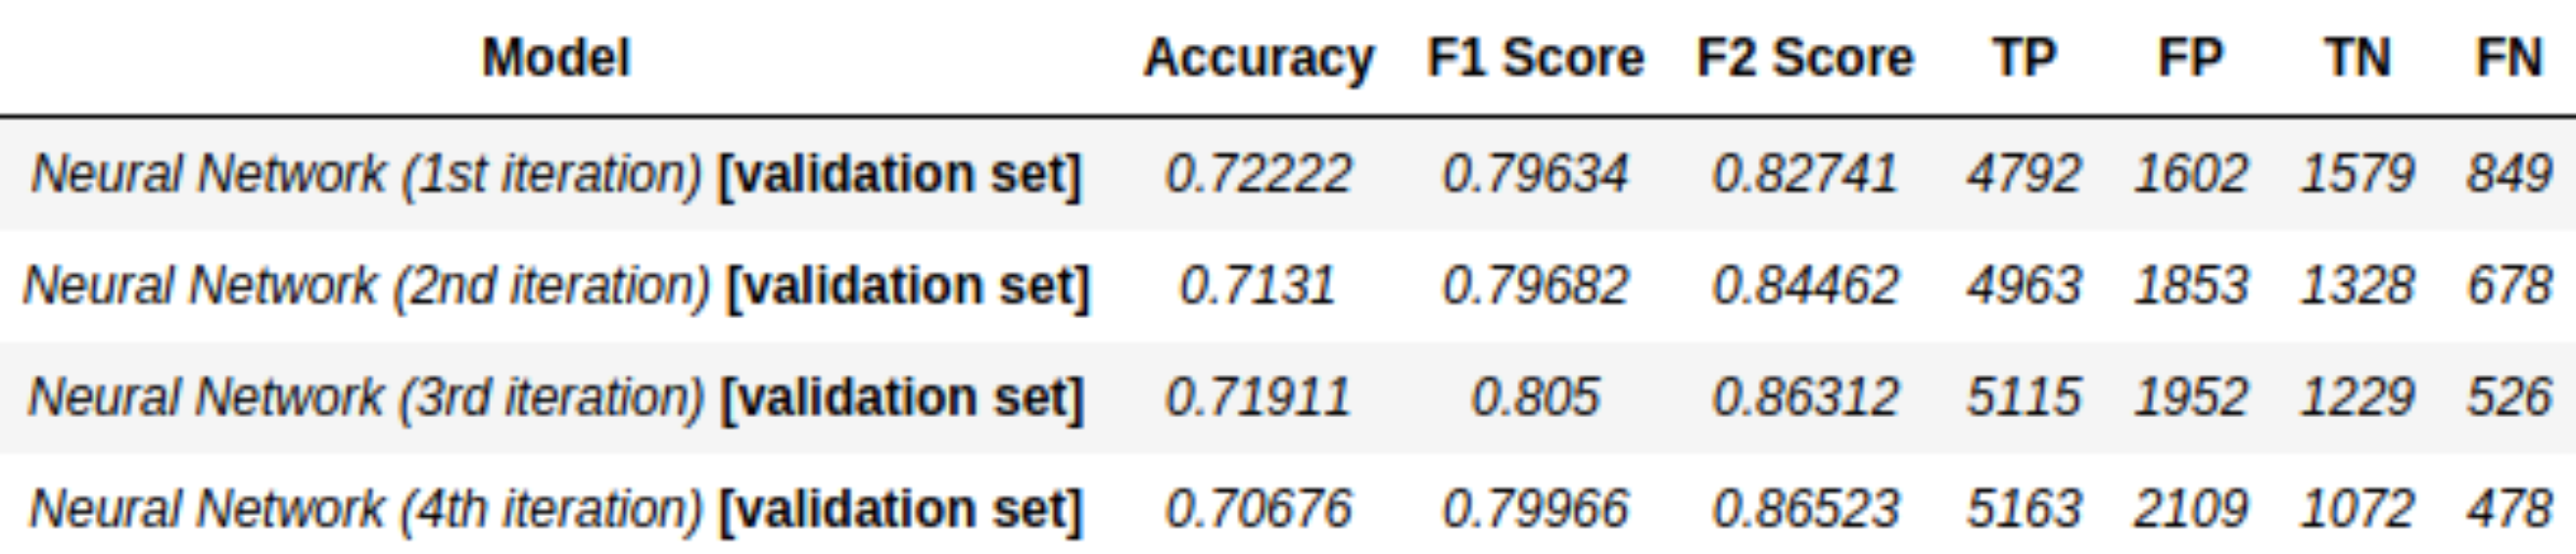 Model Accuracy F1 Score F2 Score TP FP TN FN
Neural Network (1st iteration) [validation set] 0.72222 0.79634 0.82741 4792 1602 1579 849
Neural Network (2nd iteration) [validation set] 0.7131 0.79682 0.84462 4963 1853 1328 678
Neural Network (3rd iteration) [validation set] 0.71911 0.805 0.86312 5115 1952 1229 526
Neural Network (4th iteration) [validation set] 0.70676 0.79966 0.86523 5163 2109 1072 478